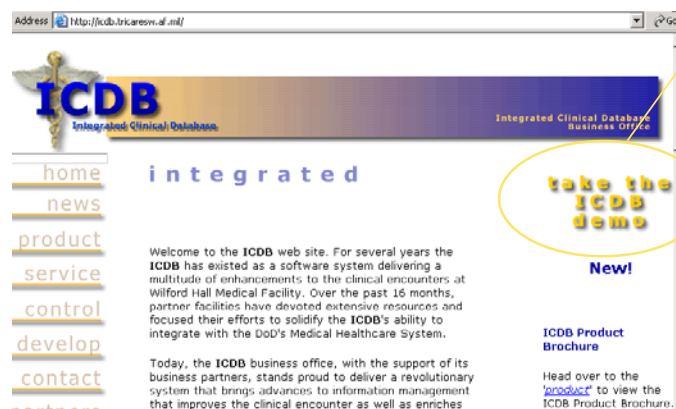 Address http://icdb.tricaresw.af.mil/ Go
ICDB
Integrated Clinical Database
Integrated Clinical Database
Business Office
home
news
product
service
control
develop
contact
partners
integrated
Welcome to the ICDB web site. For several years the
ICDB has existed as a software system delivering a
multitude of enhancements to the clinical encounters at
Wilford Hall Medical Facility. Over the past 16 months,
partner facilities have devoted extensive resources and
focused their efforts to solidify the ICDB's ability to
integrate with the DoD's Medical Healthcare System.
Today, the ICDB business office, with the support of its
business partners, stands proud to deliver a revolutionary
system that brings advances to information management
that improves the clinical encounter as well as enriches
take the
ICDB
demo
New!
ICDB Product
Brochure
Head over to the
'product' to view the
ICDB Product Brochure.